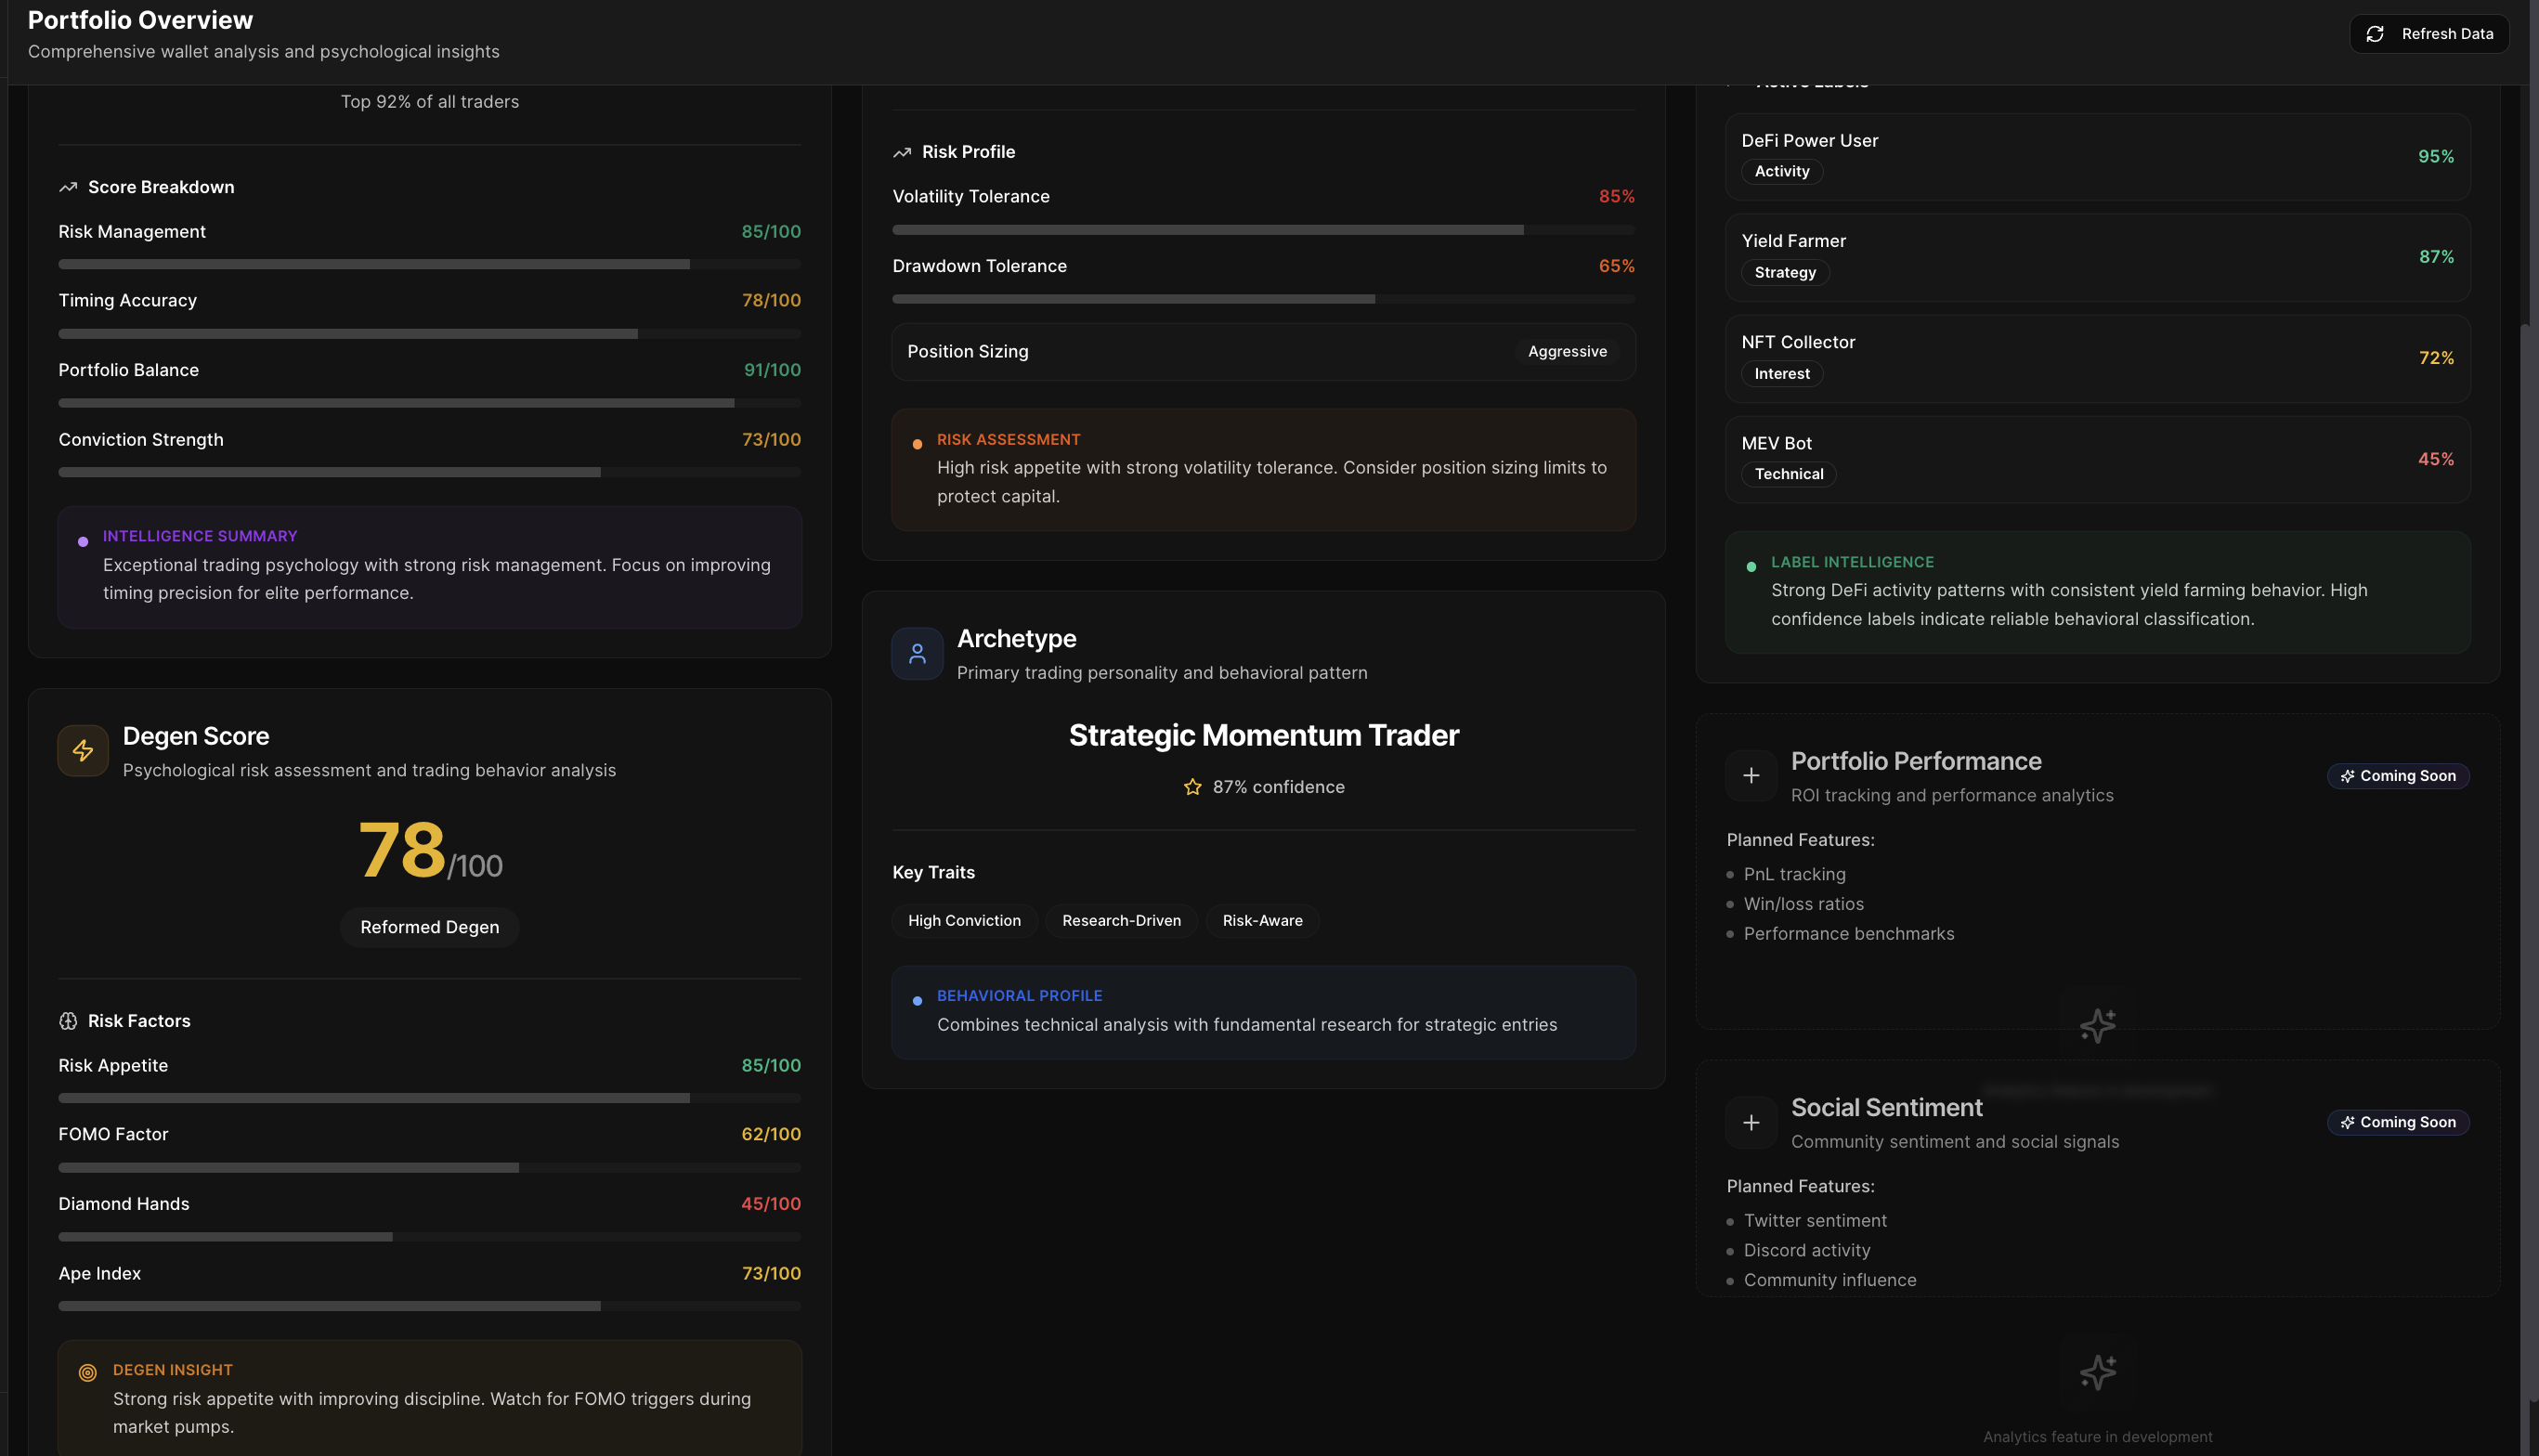 Portfolio Overview
Comprehensive wallet analysis and psychological insights
Refresh Data
Top 92% of all traders
Score Breakdown
Risk Management 85/100
Timing Accuracy 78/100
Portfolio Balance 91/100
Conviction Strength 73/100
INTELLIGENCE SUMMARY
Exceptional trading psychology with strong risk management. Focus on improving
timing precision for elite performance.
Degen Score
Psychological risk assessment and trading behavior analysis
78/100
Reformed Degen
Risk Factors
Risk Appetite 85/100
FOMO Factor 62/100
Diamond Hands 45/100
Ape Index 73/100
DEGEN INSIGHT
Strong risk appetite with improving discipline. Watch for FOMO triggers during
market pumps.
Risk Profile
Volatility Tolerance 85%
Drawdown Tolerance 65%
Position Sizing Aggressive
RISK ASSESSMENT
High risk appetite with strong volatility tolerance. Consider position sizing limits to
protect capital.
Archetype
Primary trading personality and behavioral pattern
Strategic Momentum Trader
87% confidence
Key Traits
High Conviction Research-Driven Risk-Aware
BEHAVIORAL PROFILE
Combines technical analysis with fundamental research for strategic entries
Active Labels
DeFi Power User
Activity
95%
Yield Farmer
Strategy
87%
NFT Collector
Interest
72%
MEV Bot
Technical
45%
LABEL INTELLIGENCE
Strong DeFi activity patterns with consistent yield farming behavior. High
confidence labels indicate reliable behavioral classification.
Portfolio Performance
ROI tracking and performance analytics
Coming Soon
Planned Features:
PnL tracking
Win/loss ratios
Performance benchmarks
Social Sentiment
Community sentiment and social signals
Coming Soon
Planned Features:
Twitter sentiment
Discord activity
Community influence
Analytics feature in development